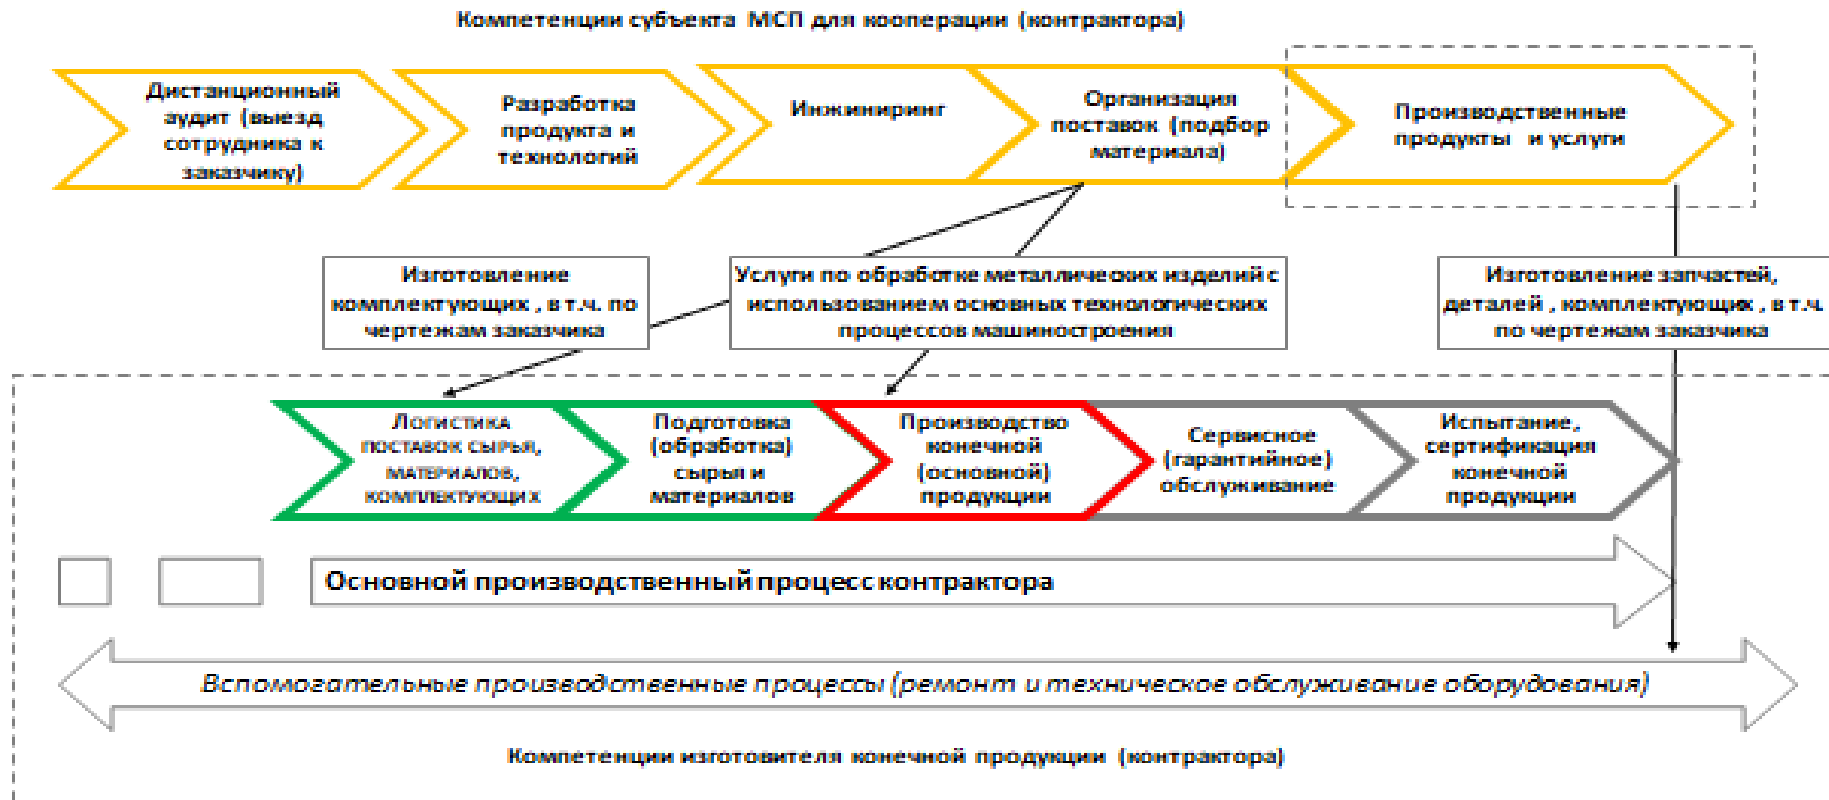 Компетенции субъекта МСП для кооперации (контрактора)
Дистанционный
аудит (выезд
сотрудника к
заказчику)
Разработка
продукта и
технологий
Инжиниринг
Организация
поставок (подбор
материала)
Производственные
продукты и услуги
Изготовление
комплектующих , в т.ч. по
чертежам заказчика
Услуги по обработке металлических изделий с
использованием основных технологических
процессов машиностроения
Изготовление запчастей,
деталей , комплектующих , в т.ч.
по чертежам заказчика
Логистика
поставок сырья,
материалов,
комплектующих
Подготовка
(обработка)
сырья и
материалов
Производство
конечной
(основной)
продукции
Сервисное
(гарантийное)
обслуживание
Испытание,
сертификация
конечной
продукции
Основной производственный процесс контрактора
Вспомогательные производственные процессы (ремонт и техническое обслуживание оборудования)
Компетенции изготовителя конечной продукции (контрактора)